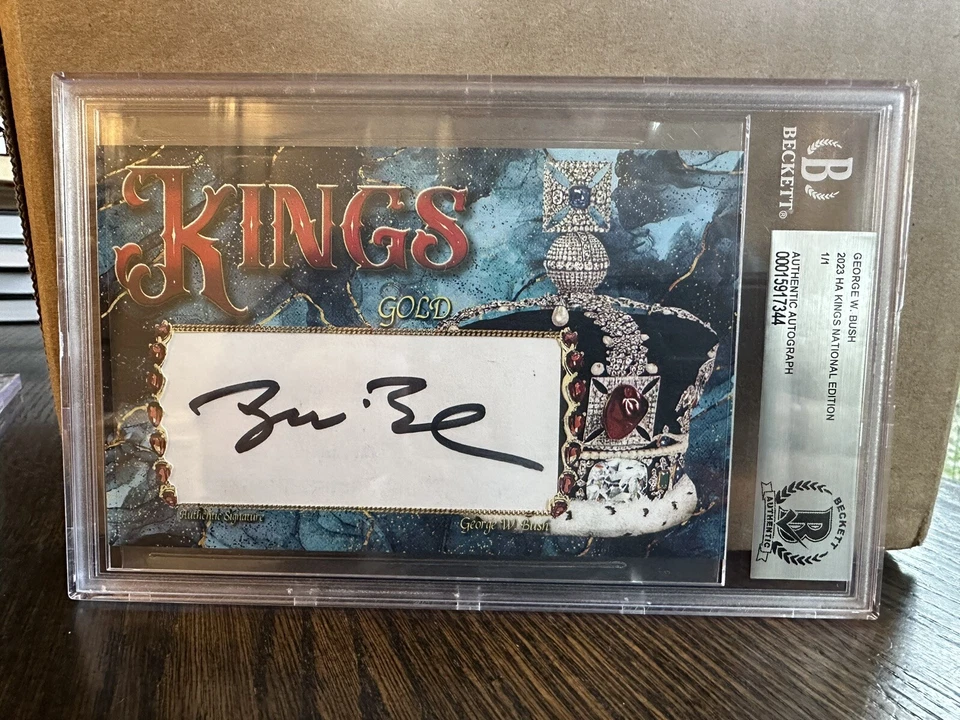 KINGS
GOLD
Authentic Signature
George W. Bush
B
BECKETT®
GEORGE W. BUSH
2023 HA KINGS NATIONAL EDITION
1/1
AUTHENTIC AUTOGRAPH
00015917344
BECKETT
B
AUTHENTIC